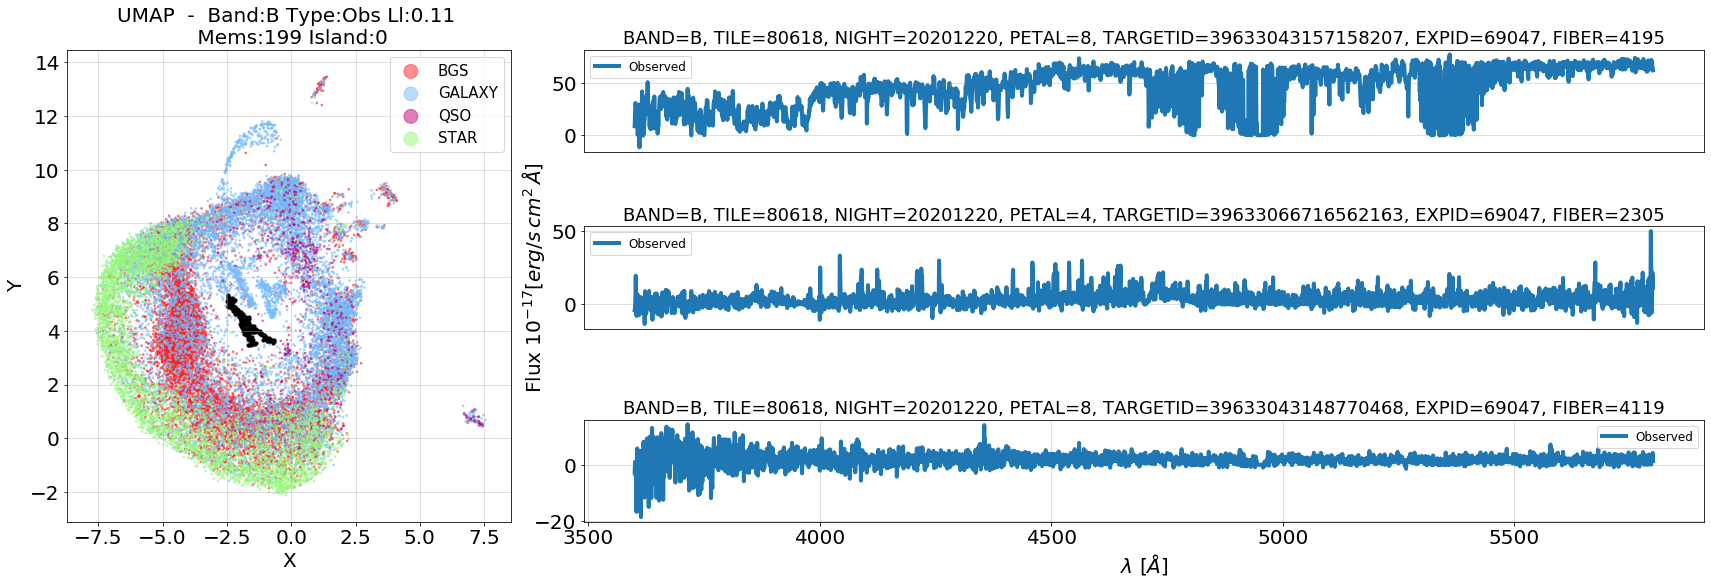 UMAP - Band:B Type:Obs Ll:0.11
Mems:199 Island:0
BGS
GALAXY
QSO
STAR
14
12
10
8
6
4
2
0
−2
Y
−7.5
−5.0
−2.5
0.0
2.5
5.0
7.5
X
BAND=B, TILE=80618, NIGHT=20201220, PETAL=8, TARGETID=39633043157158207, EXPID=69047, FIBER=4195
Observed
50
0
BAND=B, TILE=80618, NIGHT=20201220, PETAL=4, TARGETID=39633066716562163, EXPID=69047, FIBER=2305
Observed
50
0
Flux 10⁻¹⁷[erg/s cm² Å]
BAND=B, TILE=80618, NIGHT=20201220, PETAL=8, TARGETID=39633043148770468, EXPID=69047, FIBER=4119
Observed
0
−20
3500
4000
4500
5000
5500
λ [Å]